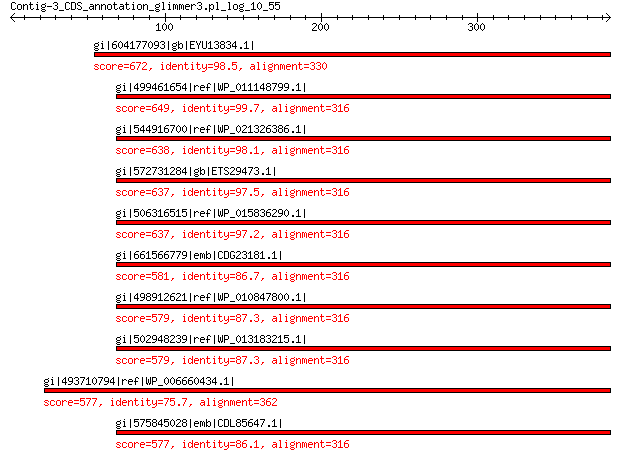 Contig-3_CDS_annotation_glimmer3.pl_log_10_55
100 200 300
gi|604177093|gb|EYU13834.1|
score=672, identity=98.5, alignment=330
gi|499461654|ref|WP_011148799.1|
score=649, identity=99.7, alignment=316
gi|544916700|ref|WP_021326386.1|
score=638, identity=98.1, alignment=316
gi|572731284|gb|ETS29473.1|
score=637, identity=97.5, alignment=316
gi|506316515|ref|WP_015836290.1|
score=637, identity=97.2, alignment=316
gi|661566779|emb|CDG23181.1|
score=581, identity=86.7, alignment=316
gi|498912621|ref|WP_010847800.1|
score=579, identity=87.3, alignment=316
gi|502948239|ref|WP_013183215.1|
score=579, identity=87.3, alignment=316
gi|493710794|ref|WP_006660434.1|
score=577, identity=75.7, alignment=362
gi|575845028|emb|CDL85647.1|
score=577, identity=86.1, alignment=316